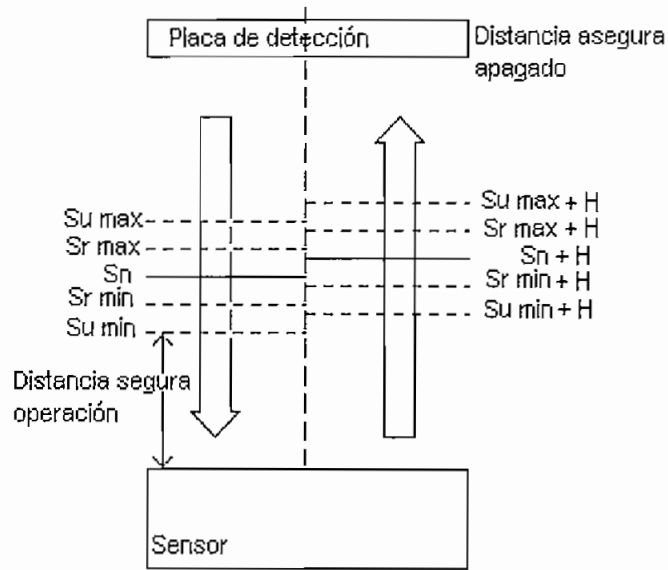 Placa de detección
Distancia asegura
apagado
Su max
Sr max
Sn
Sr min
Su min
Su max + H
Sr max + H
Sn + H
Sr min + H
Su min + H
Distancia segura
operación
Sensor